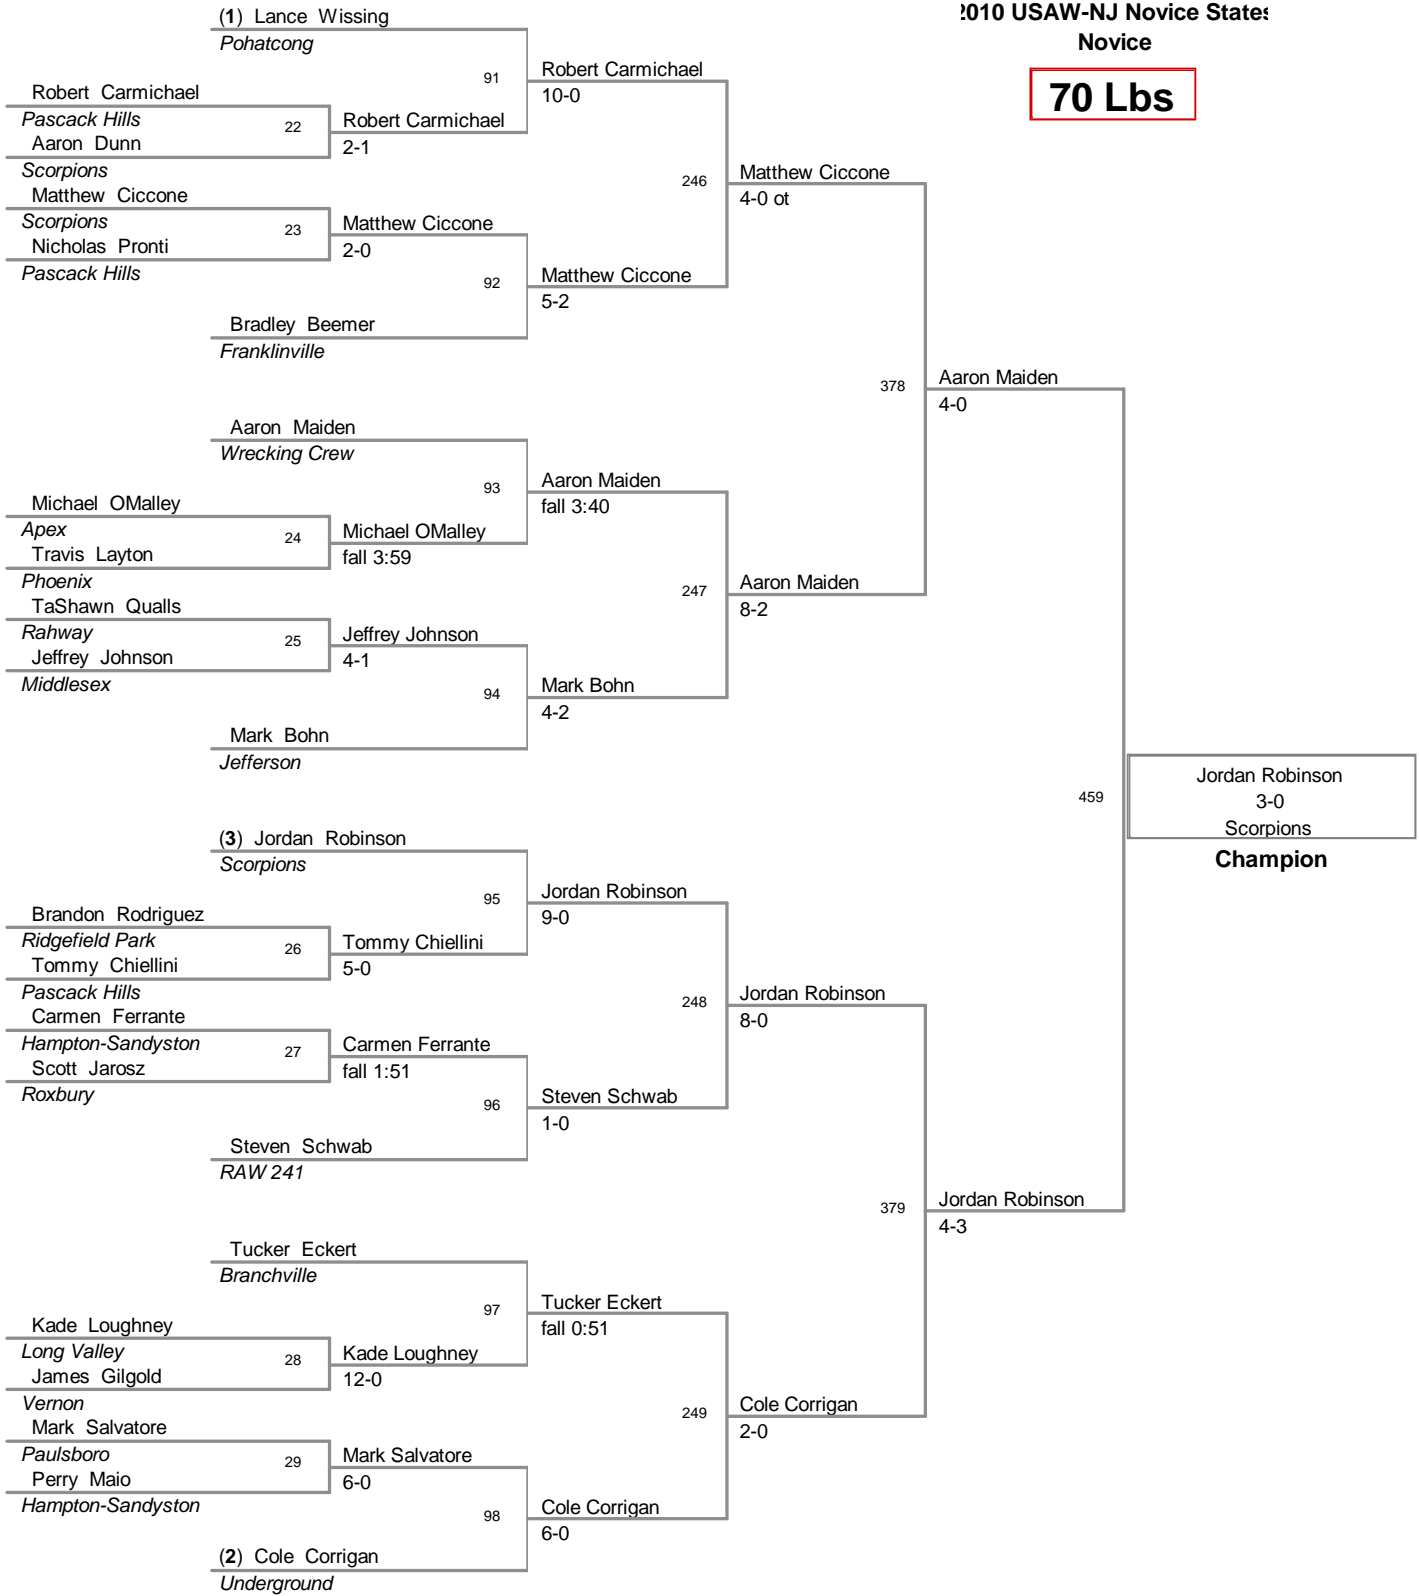 2010 USAW-NJ Novice States
Novice
70 Lbs
(1) Lance Wissing
Pohatcong
91
Robert Carmichael
10-0
Robert Carmichael
Pascack Hills
22
Robert Carmichael
2-1
Aaron Dunn
Scorpions
246
Matthew Ciccone
4-0 ot
Matthew Ciccone
Scorpions
23
Matthew Ciccone
2-0
Nicholas Pronti
Pascack Hills
92
Matthew Ciccone
5-2
Bradley Beemer
Franklinville
378
Aaron Maiden
4-0
Aaron Maiden
Wrecking Crew
93
Aaron Maiden
fall 3:40
Michael OMalley
Apex
24
Michael OMalley
fall 3:59
Travis Layton
Phoenix
247
Aaron Maiden
8-2
TaShawn Qualls
Rahway
25
Jeffrey Johnson
4-1
Jeffrey Johnson
Middlesex
94
Mark Bohn
4-2
Mark Bohn
Jefferson
459
Jordan Robinson
3-0
Scorpions
Champion
(3) Jordan Robinson
Scorpions
95
Jordan Robinson
9-0
Brandon Rodriguez
Ridgefield Park
26
Tommy Chiellini
5-0
Tommy Chiellini
Pascack Hills
248
Jordan Robinson
8-0
Carmen Ferrante
Hampton-Sandyston
27
Carmen Ferrante
fall 1:51
Scott Jarosz
Roxbury
96
Steven Schwab
1-0
Steven Schwab
RAW 241
379
Jordan Robinson
4-3
Tucker Eckert
Branchville
97
Tucker Eckert
fall 0:51
Kade Loughney
Long Valley
28
Kade Loughney
12-0
James Gilgold
Vernon
249
Cole Corrigan
2-0
Mark Salvatore
Paulsboro
29
Mark Salvatore
6-0
Perry Maio
Hampton-Sandyston
98
Cole Corrigan
6-0
(2) Cole Corrigan
Underground